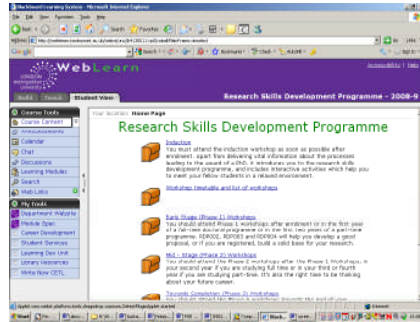 Blackboard Learning System - Microsoft Internet Explorer
File Edit View Favorites Tools Help
Search Favorites
Google
WebLearn
Accessibility | Help
Build Teach Student View
Research Skills Development Programme - 2008-9
Course Tools
Course Content
Announcements
Calendar
Chat
Discussions
Learning Modules
Search
Web Links
My Tools
Department Website
Module Spec
Career Development
Student Services
Learning Dev Unit
Library Resources
Write Now CETL
Your location: Home Page
Research Skills Development Programme
Induction
You must attend the induction workshop as soon as possible after
enrolment. apart from delivering vital information about the processes
leading to the award of a PhD, it introduces you to the research skills
development programme, and includes interactive activities which help you
to meet your fellow students in a relaxed environment.
Workshop timetable and list of workshops
Early Stage (Phase 1) Workshops
You should attend Phase 1 workshops after enrolment or in the first year
of a full-time doctoral programme or in the first two years of a part-time
programme. RDP001, RDP002 and RDP003 will help you develop a good
proposal, or if you are registered, build a valid base for your research.
Mid - Stage (Phase 2) Workshops
You should attend the Phase 2 workshops after the Phase 1 Workshops, in
your second year if you are studying full time or in your third or fourth
year if you are studying part-time. It's also the right time to be thinking
about your future career.
Towards Completion (Phase 3) Workshops